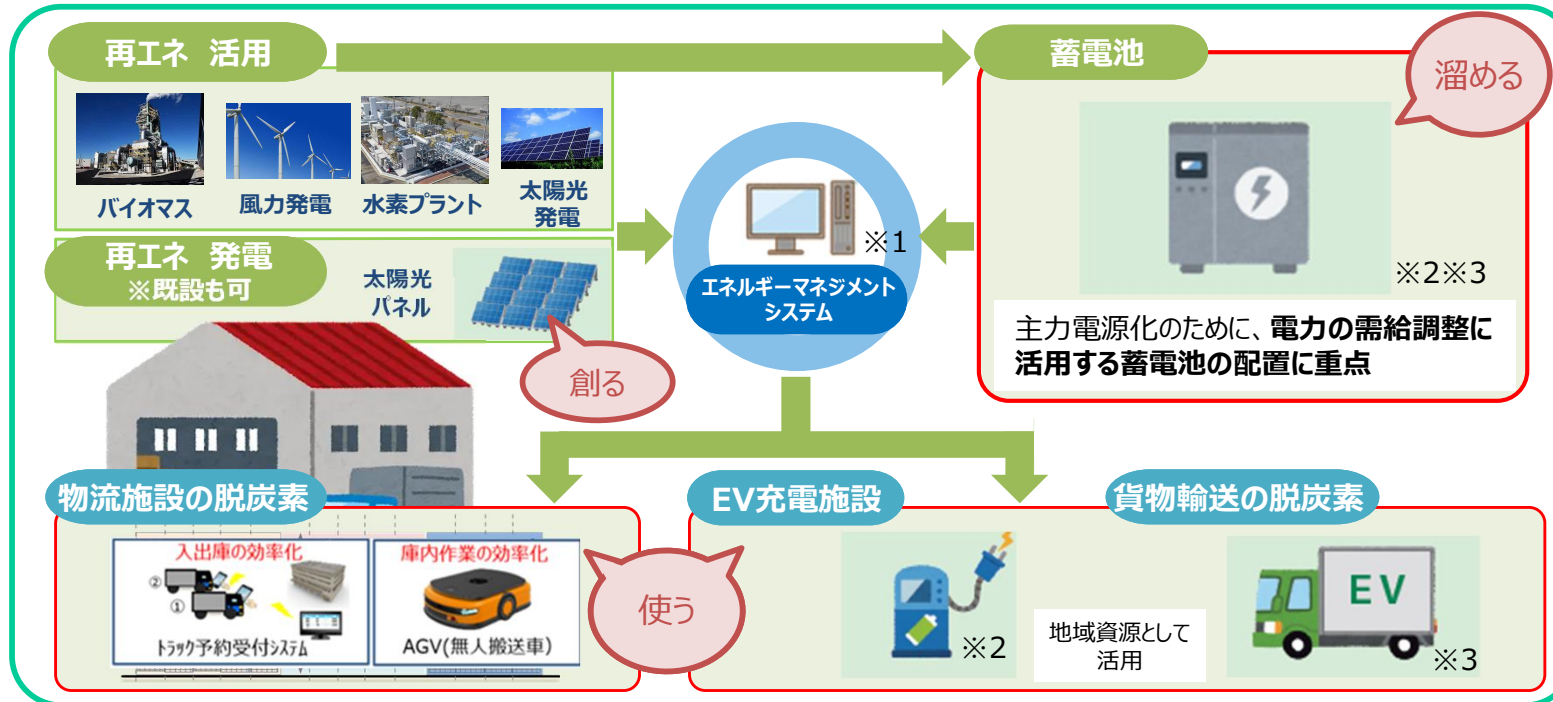 再エネ 活用
蓄電池
溜める
バイオマス
風力発電
水素プラント
太陽光
発電
再エネ 発電
※既設も可
太陽光
パネル
創る
※1
エネルギーマネジメント
システム
※2※3
主力電源化のために、電力の需給調整に
活用する蓄電池の配置に重点
物流施設の脱炭素
入出庫の効率化
②
①
トラック予約受付システム
庫内作業の効率化
AGV(無人搬送車)
使う
EV充電施設
※2
地域資源として
活用
貨物輸送の脱炭素
EV
※3